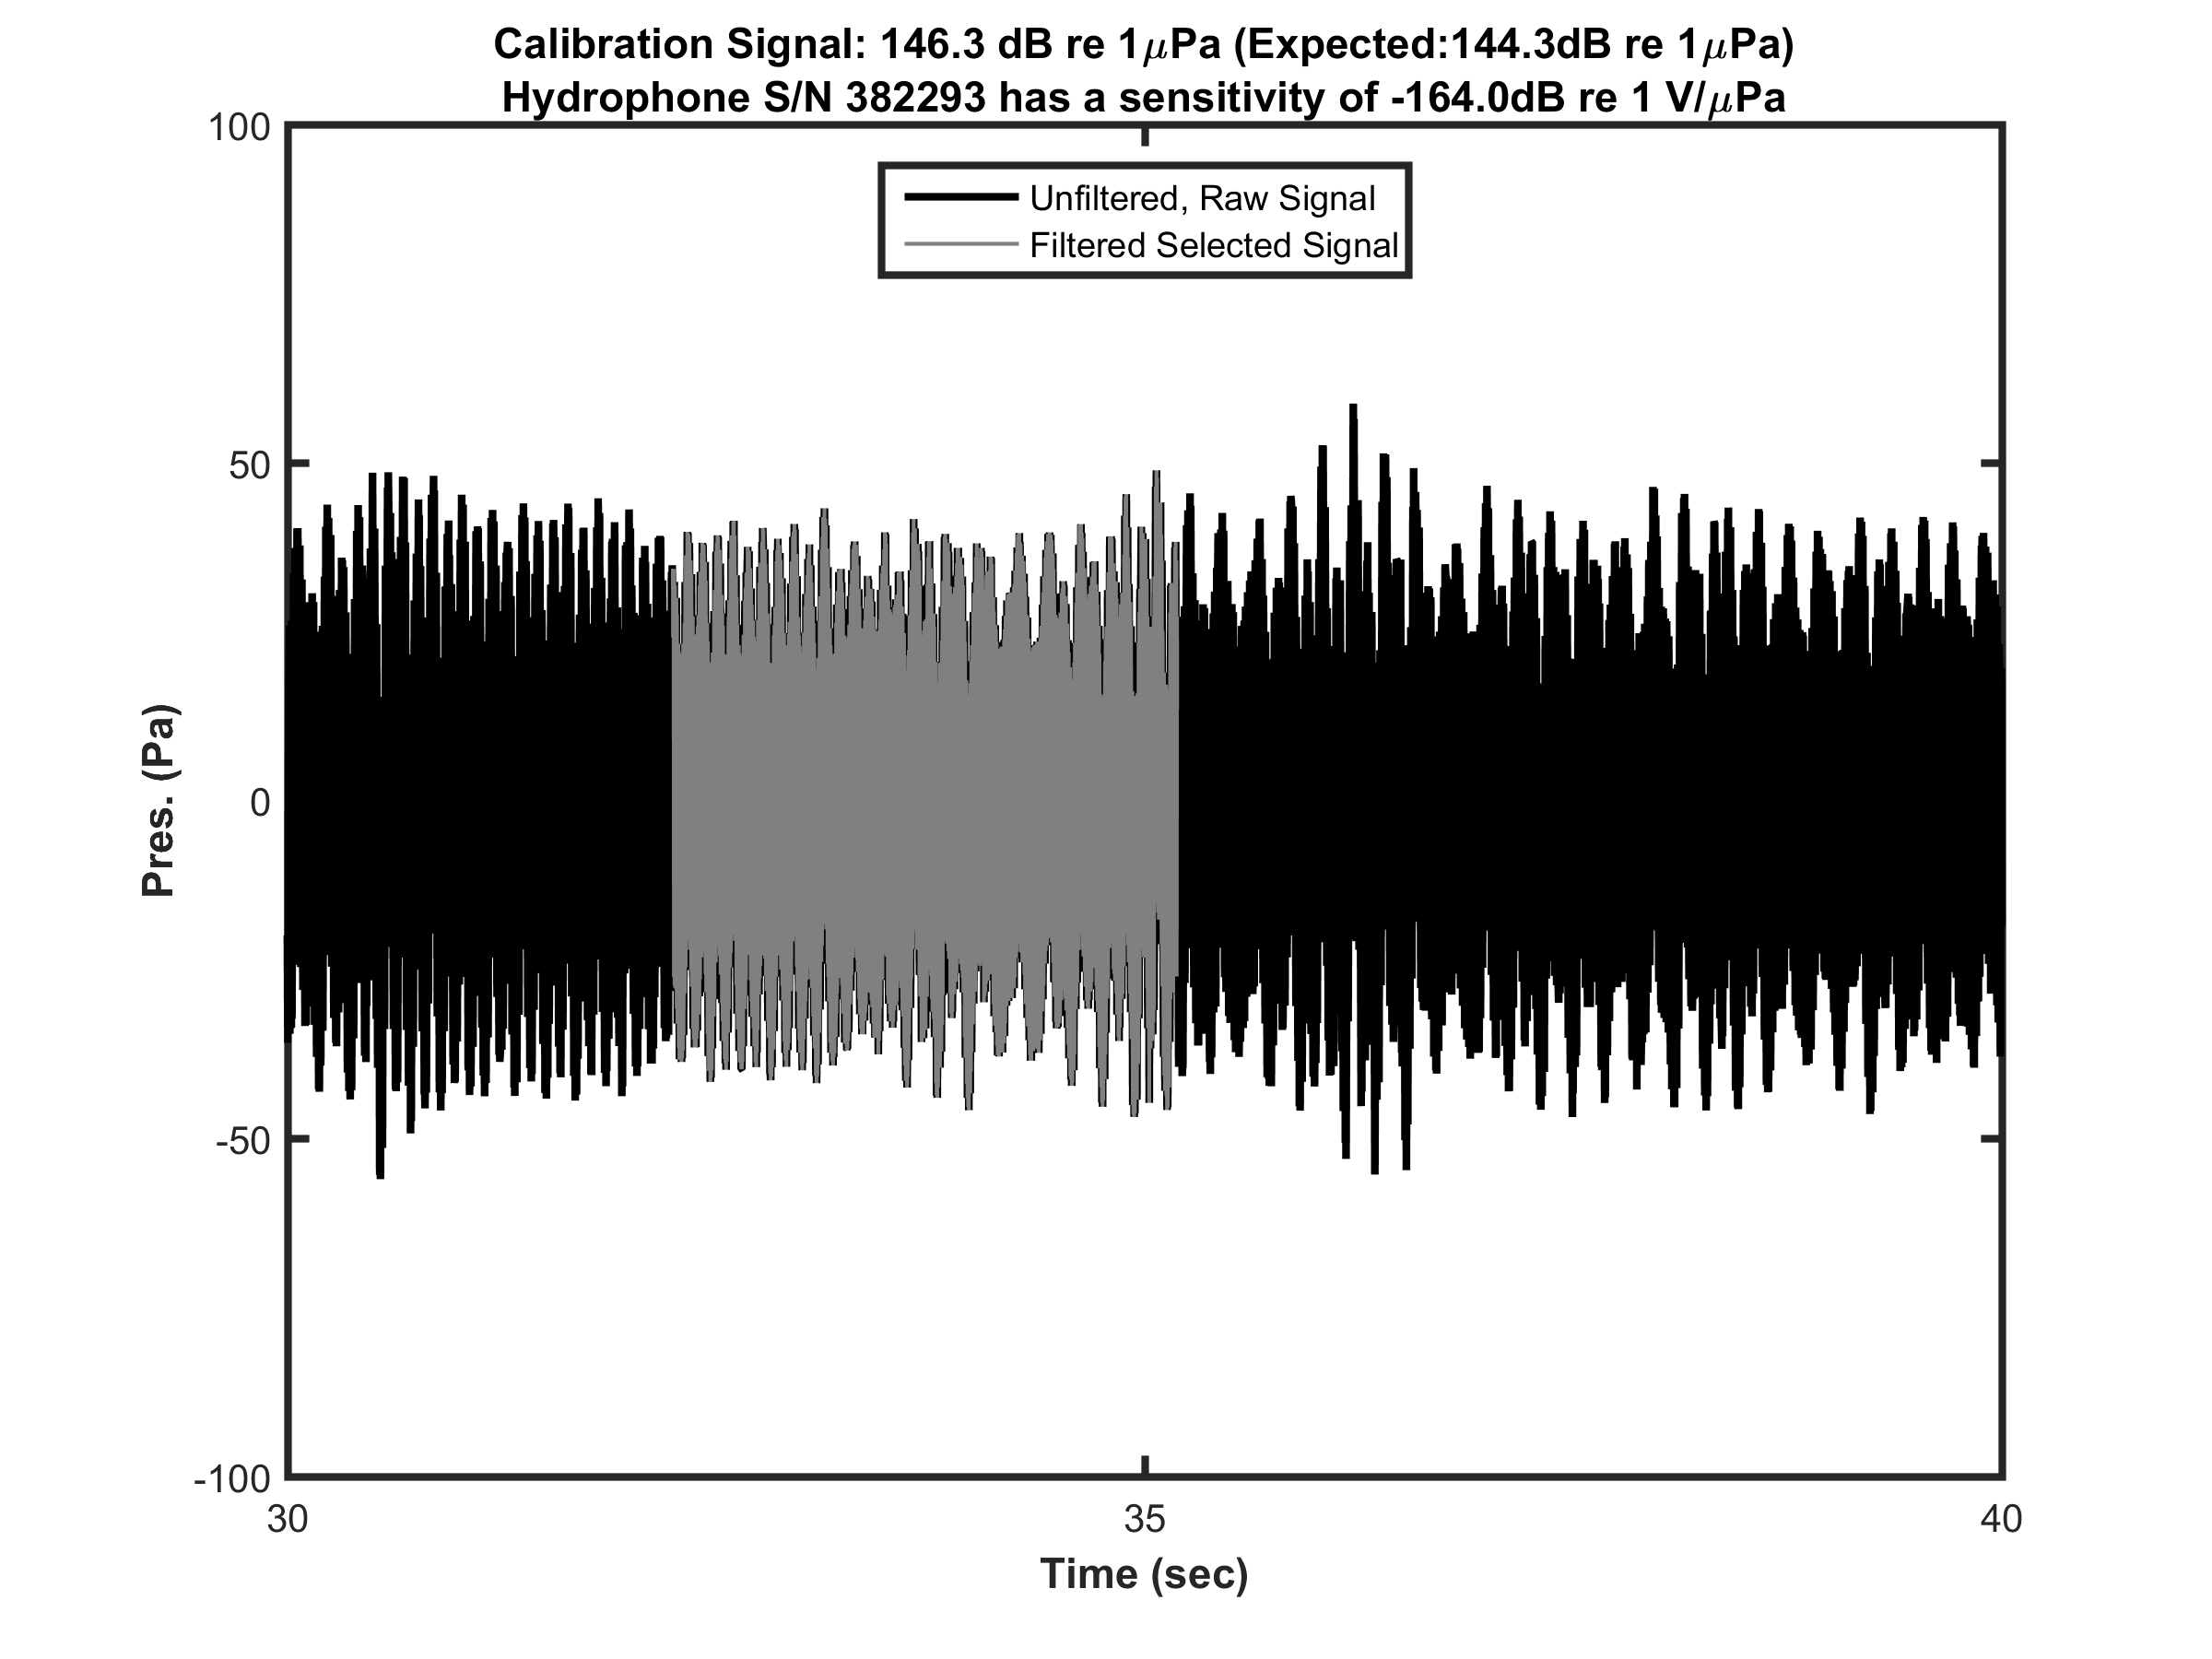 Calibration Signal: 146.3 dB re 1μPa (Expected:144.3dB re 1μPa)
Hydrophone S/N 382293 has a sensitivity of -164.0dB re 1 V/μPa
100
Unfiltered, Raw Signal
Filtered Selected Signal
50
0
-50
-100
Pres. (Pa)
30
35
40
Time (sec)